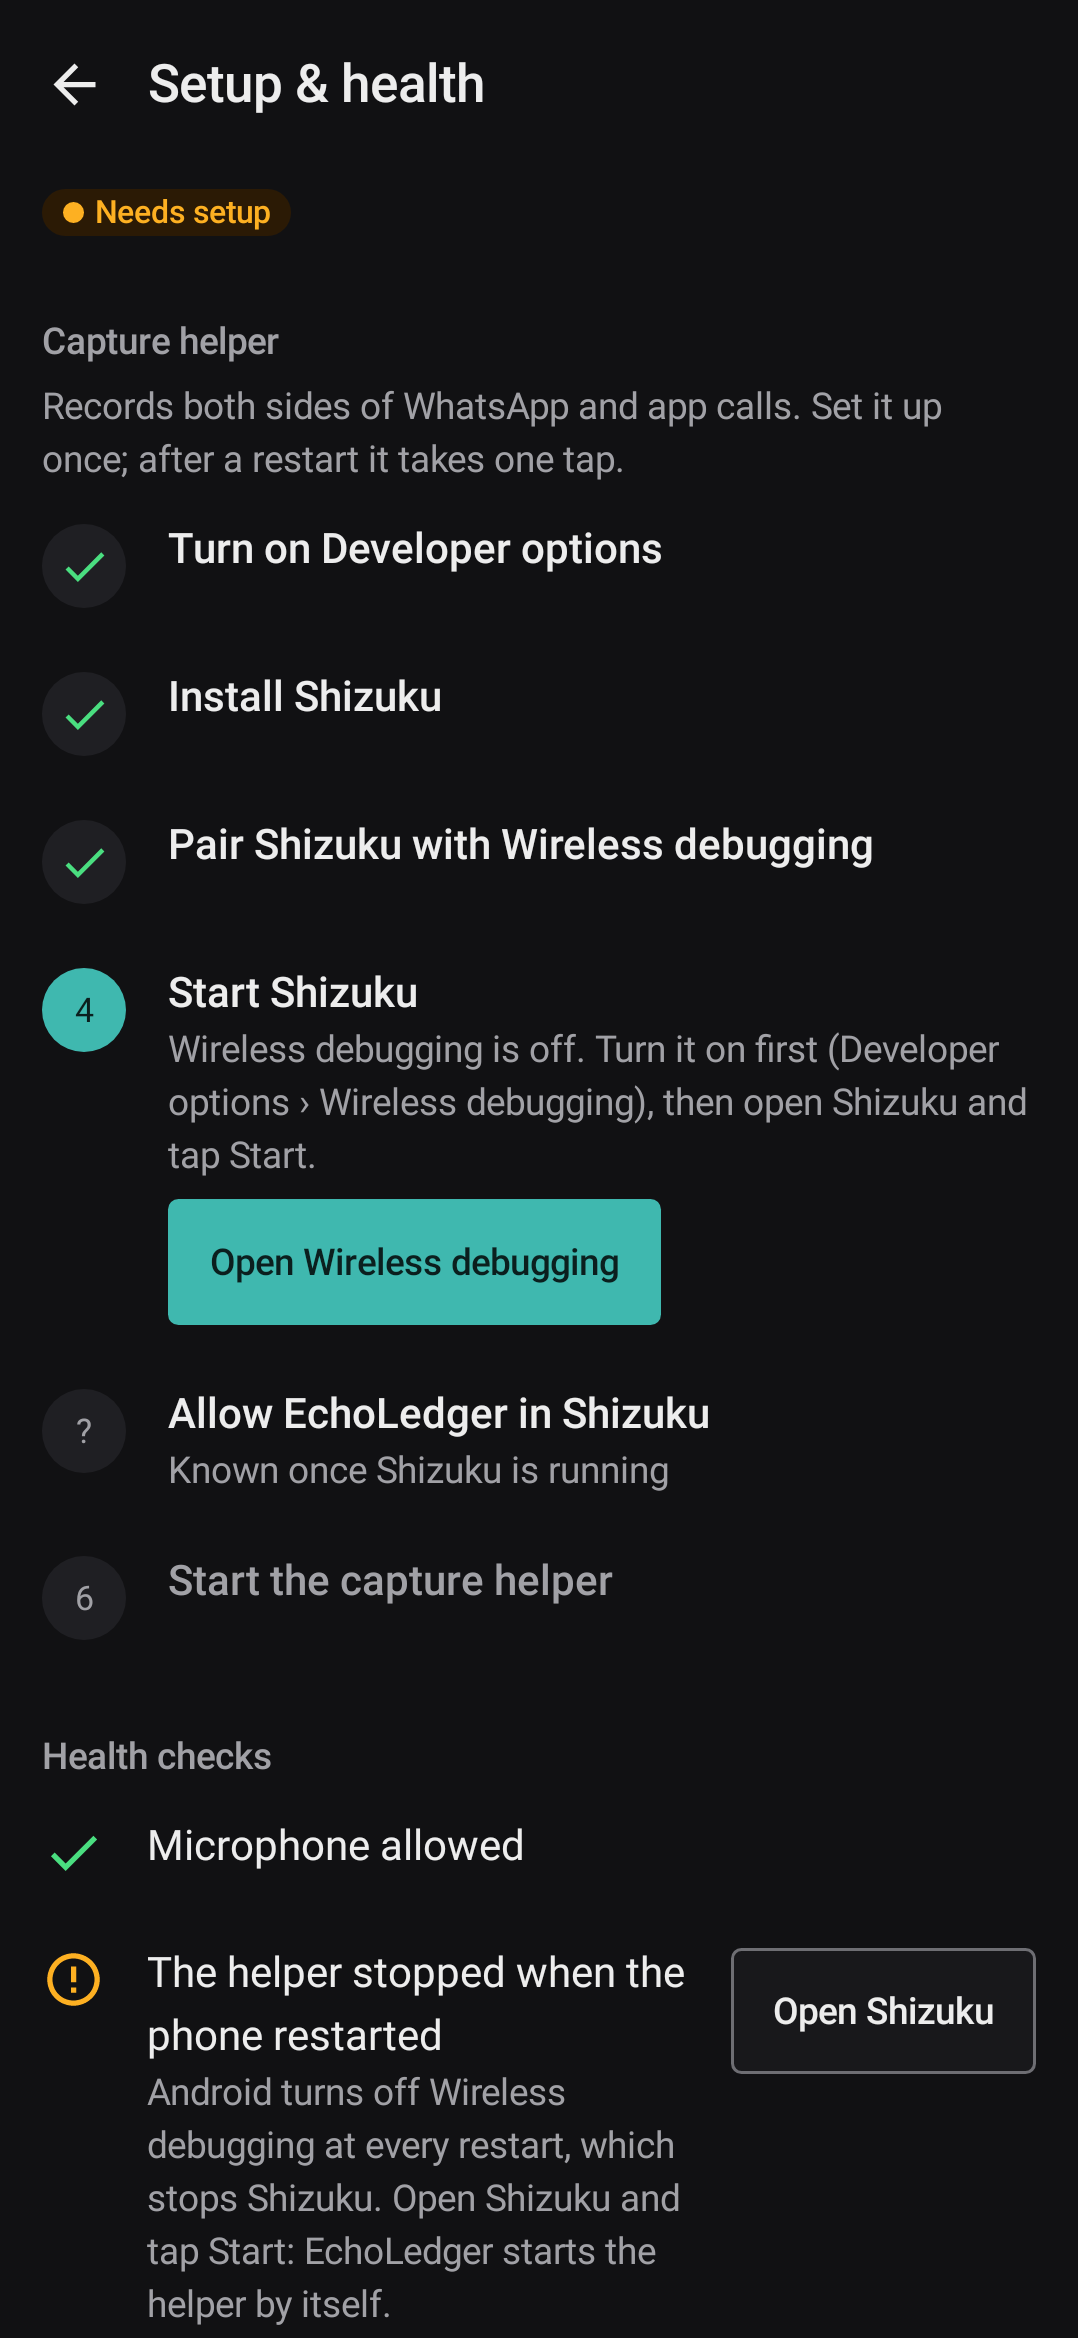 Setup & health
Needs setup
Capture helper
Records both sides of WhatsApp and app calls. Set it up
once; after a restart it takes one tap.
Turn on Developer options
Install Shizuku
Pair Shizuku with Wireless debugging
4
Start Shizuku
Wireless debugging is off. Turn it on first (Developer
options › Wireless debugging), then open Shizuku and
tap Start.
Open Wireless debugging
?
Allow EchoLedger in Shizuku
Known once Shizuku is running
6
Start the capture helper
Health checks
Microphone allowed
The helper stopped when the
phone restarted
Open Shizuku
Android turns off Wireless
debugging at every restart, which
stops Shizuku. Open Shizuku and
tap Start: EchoLedger starts the
helper by itself.